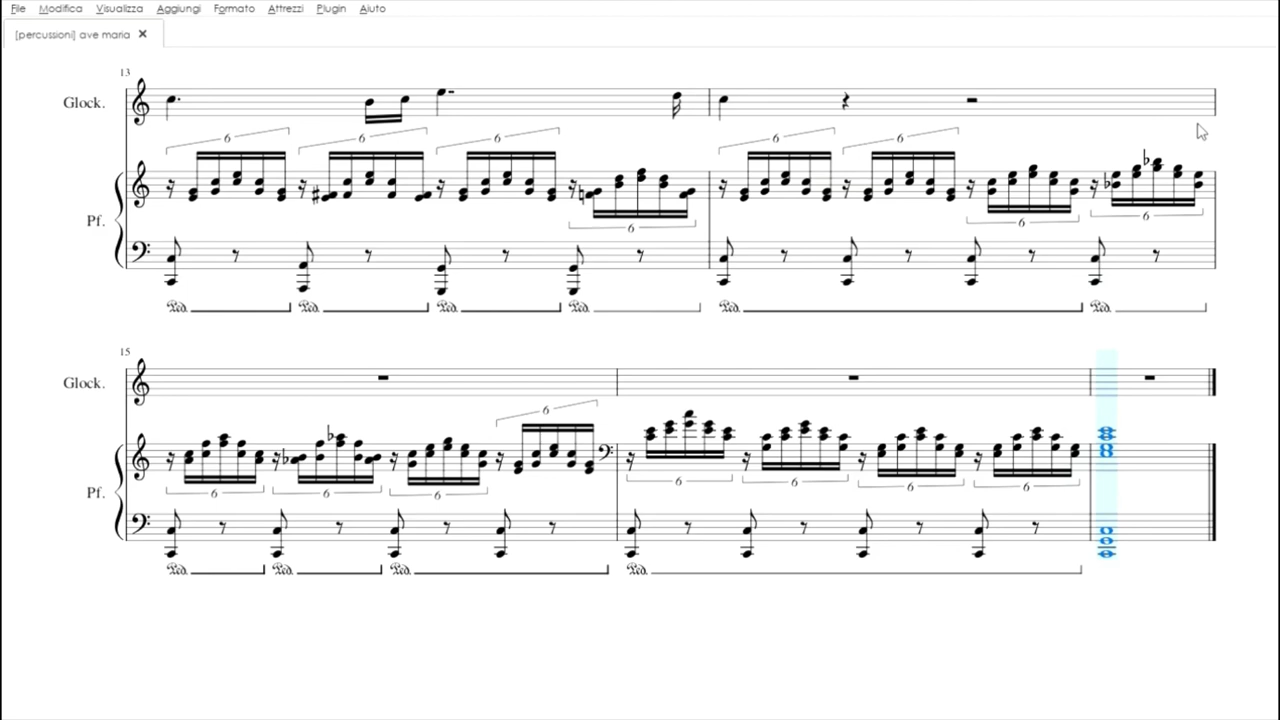 File Modifica Visualizza Aggiungi Formato Attrezzi Plugin Aiuto
[percussioni] ave maria
13
Glock.
6 6 6
6 6
6
6
6
Pf.
15
Glock.
6
6
6 6 6
6 6 6
6
Pf.